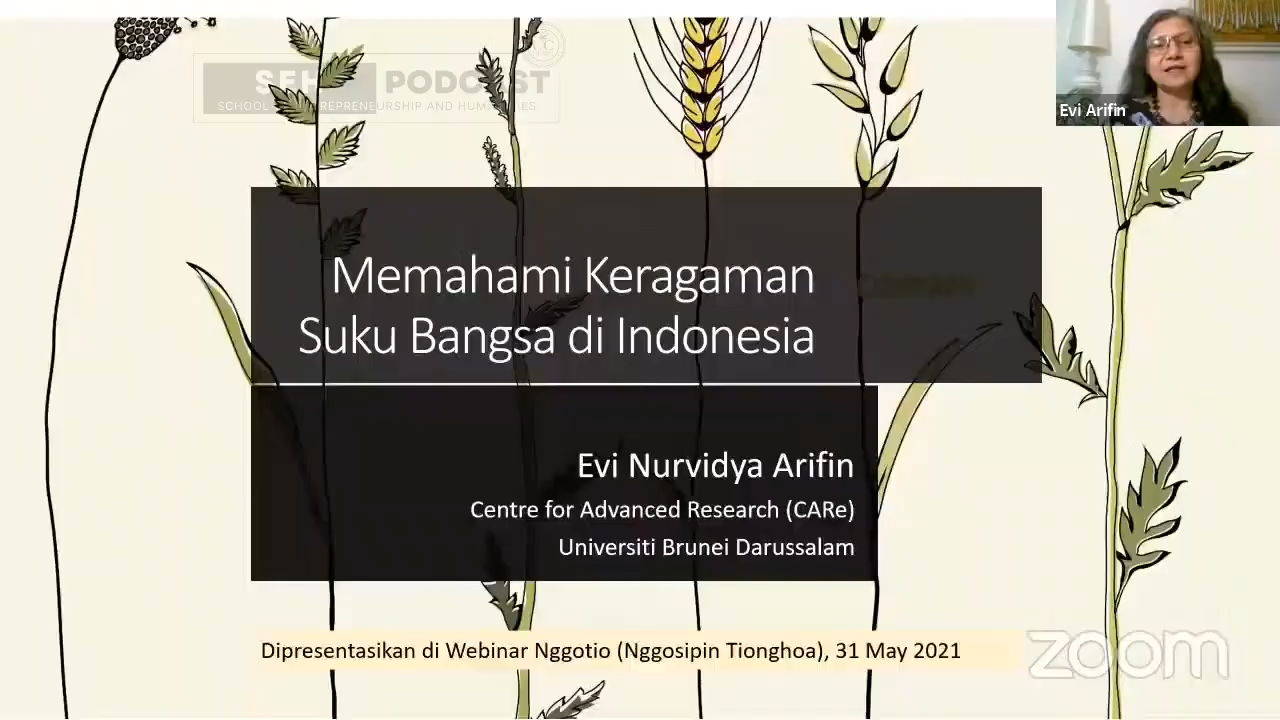 PODCAST
Evi Arifin
Memahami Keragaman
Suku Bangsa di Indonesia
Evi Nurvidya Arifin
Centre for Advanced Research (CARe)
Universiti Brunei Darussalam
Dipresentasikan di Webinar Nggotio (Nggosipin Tionghoa), 31 May 2021
zoom